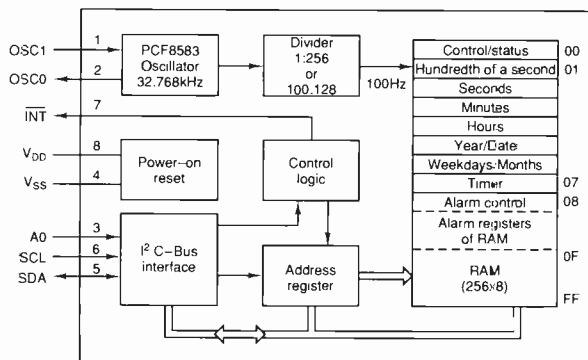 OSC1
1
OSC0
2
INT
7
VDD
8
VSS
4
A0
3
SCL
6
SDA
5
PCF8583
Oscillator
32.768kHz
Divider
1:256
or
100.128
100Hz
Power-on
reset
Control
logic
I² C-Bus
interface
Address
register
Control/status
00
Hundredth of a second
01
Seconds
Minutes
Hours
Year/Date
Weekdays/Months
Timer
07
Alarm control
08
Alarm registers
of RAM
0F
RAM
(256x8)
FF